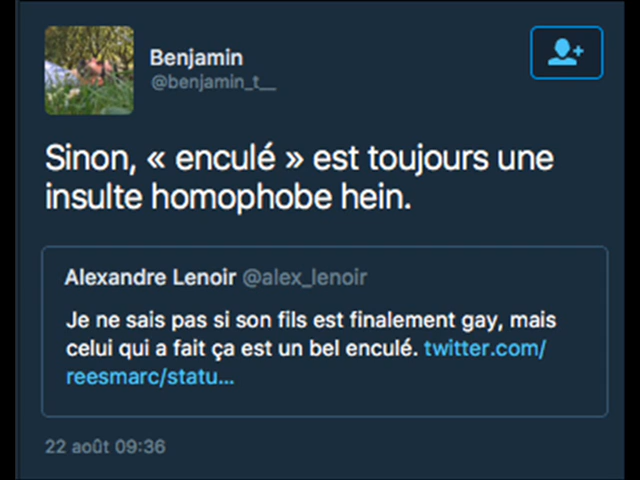 Benjamin
@benjamin_t__
Sinon, « enculé » est toujours une
insulte homophobe hein.
Alexandre Lenoir @alex_lenoir
Je ne sais pas si son fils est finalement gay, mais
celui qui a fait ça est un bel enculé. twitter.com/
reesmarc/statu...
22 août 09:36